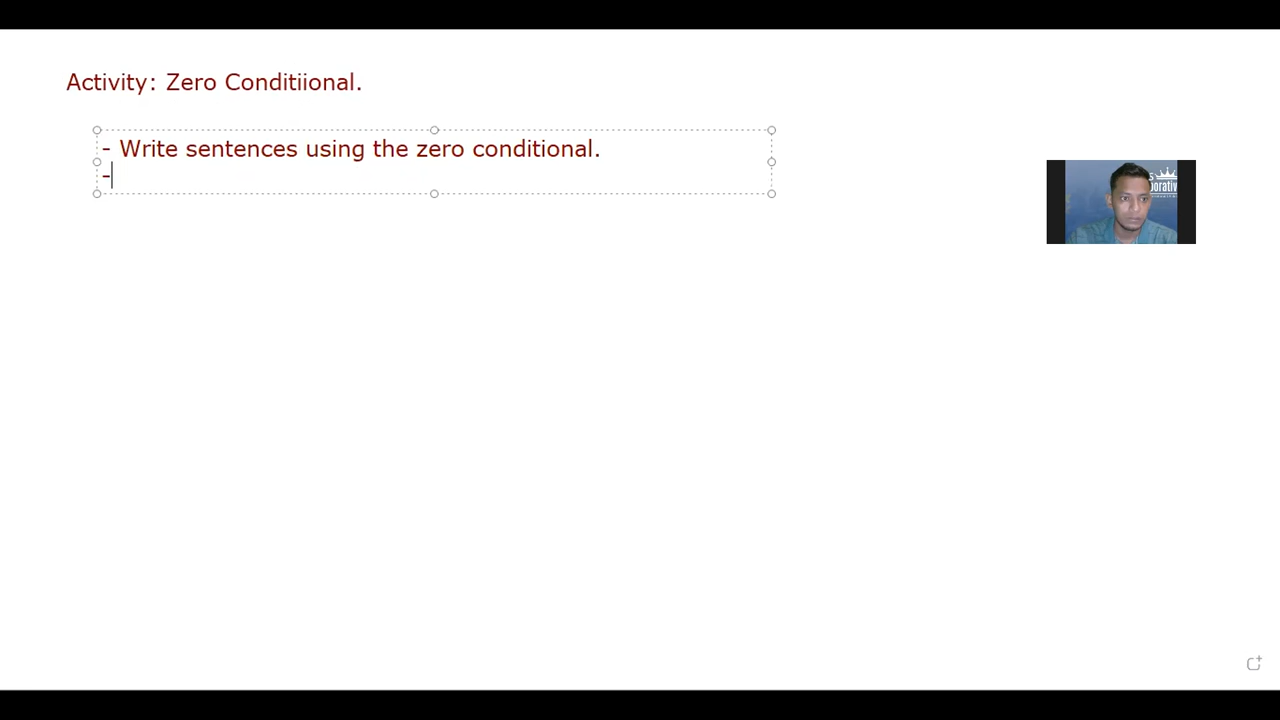 Activity: Zero Conditiional.
- Write sentences using the zero conditional.
-